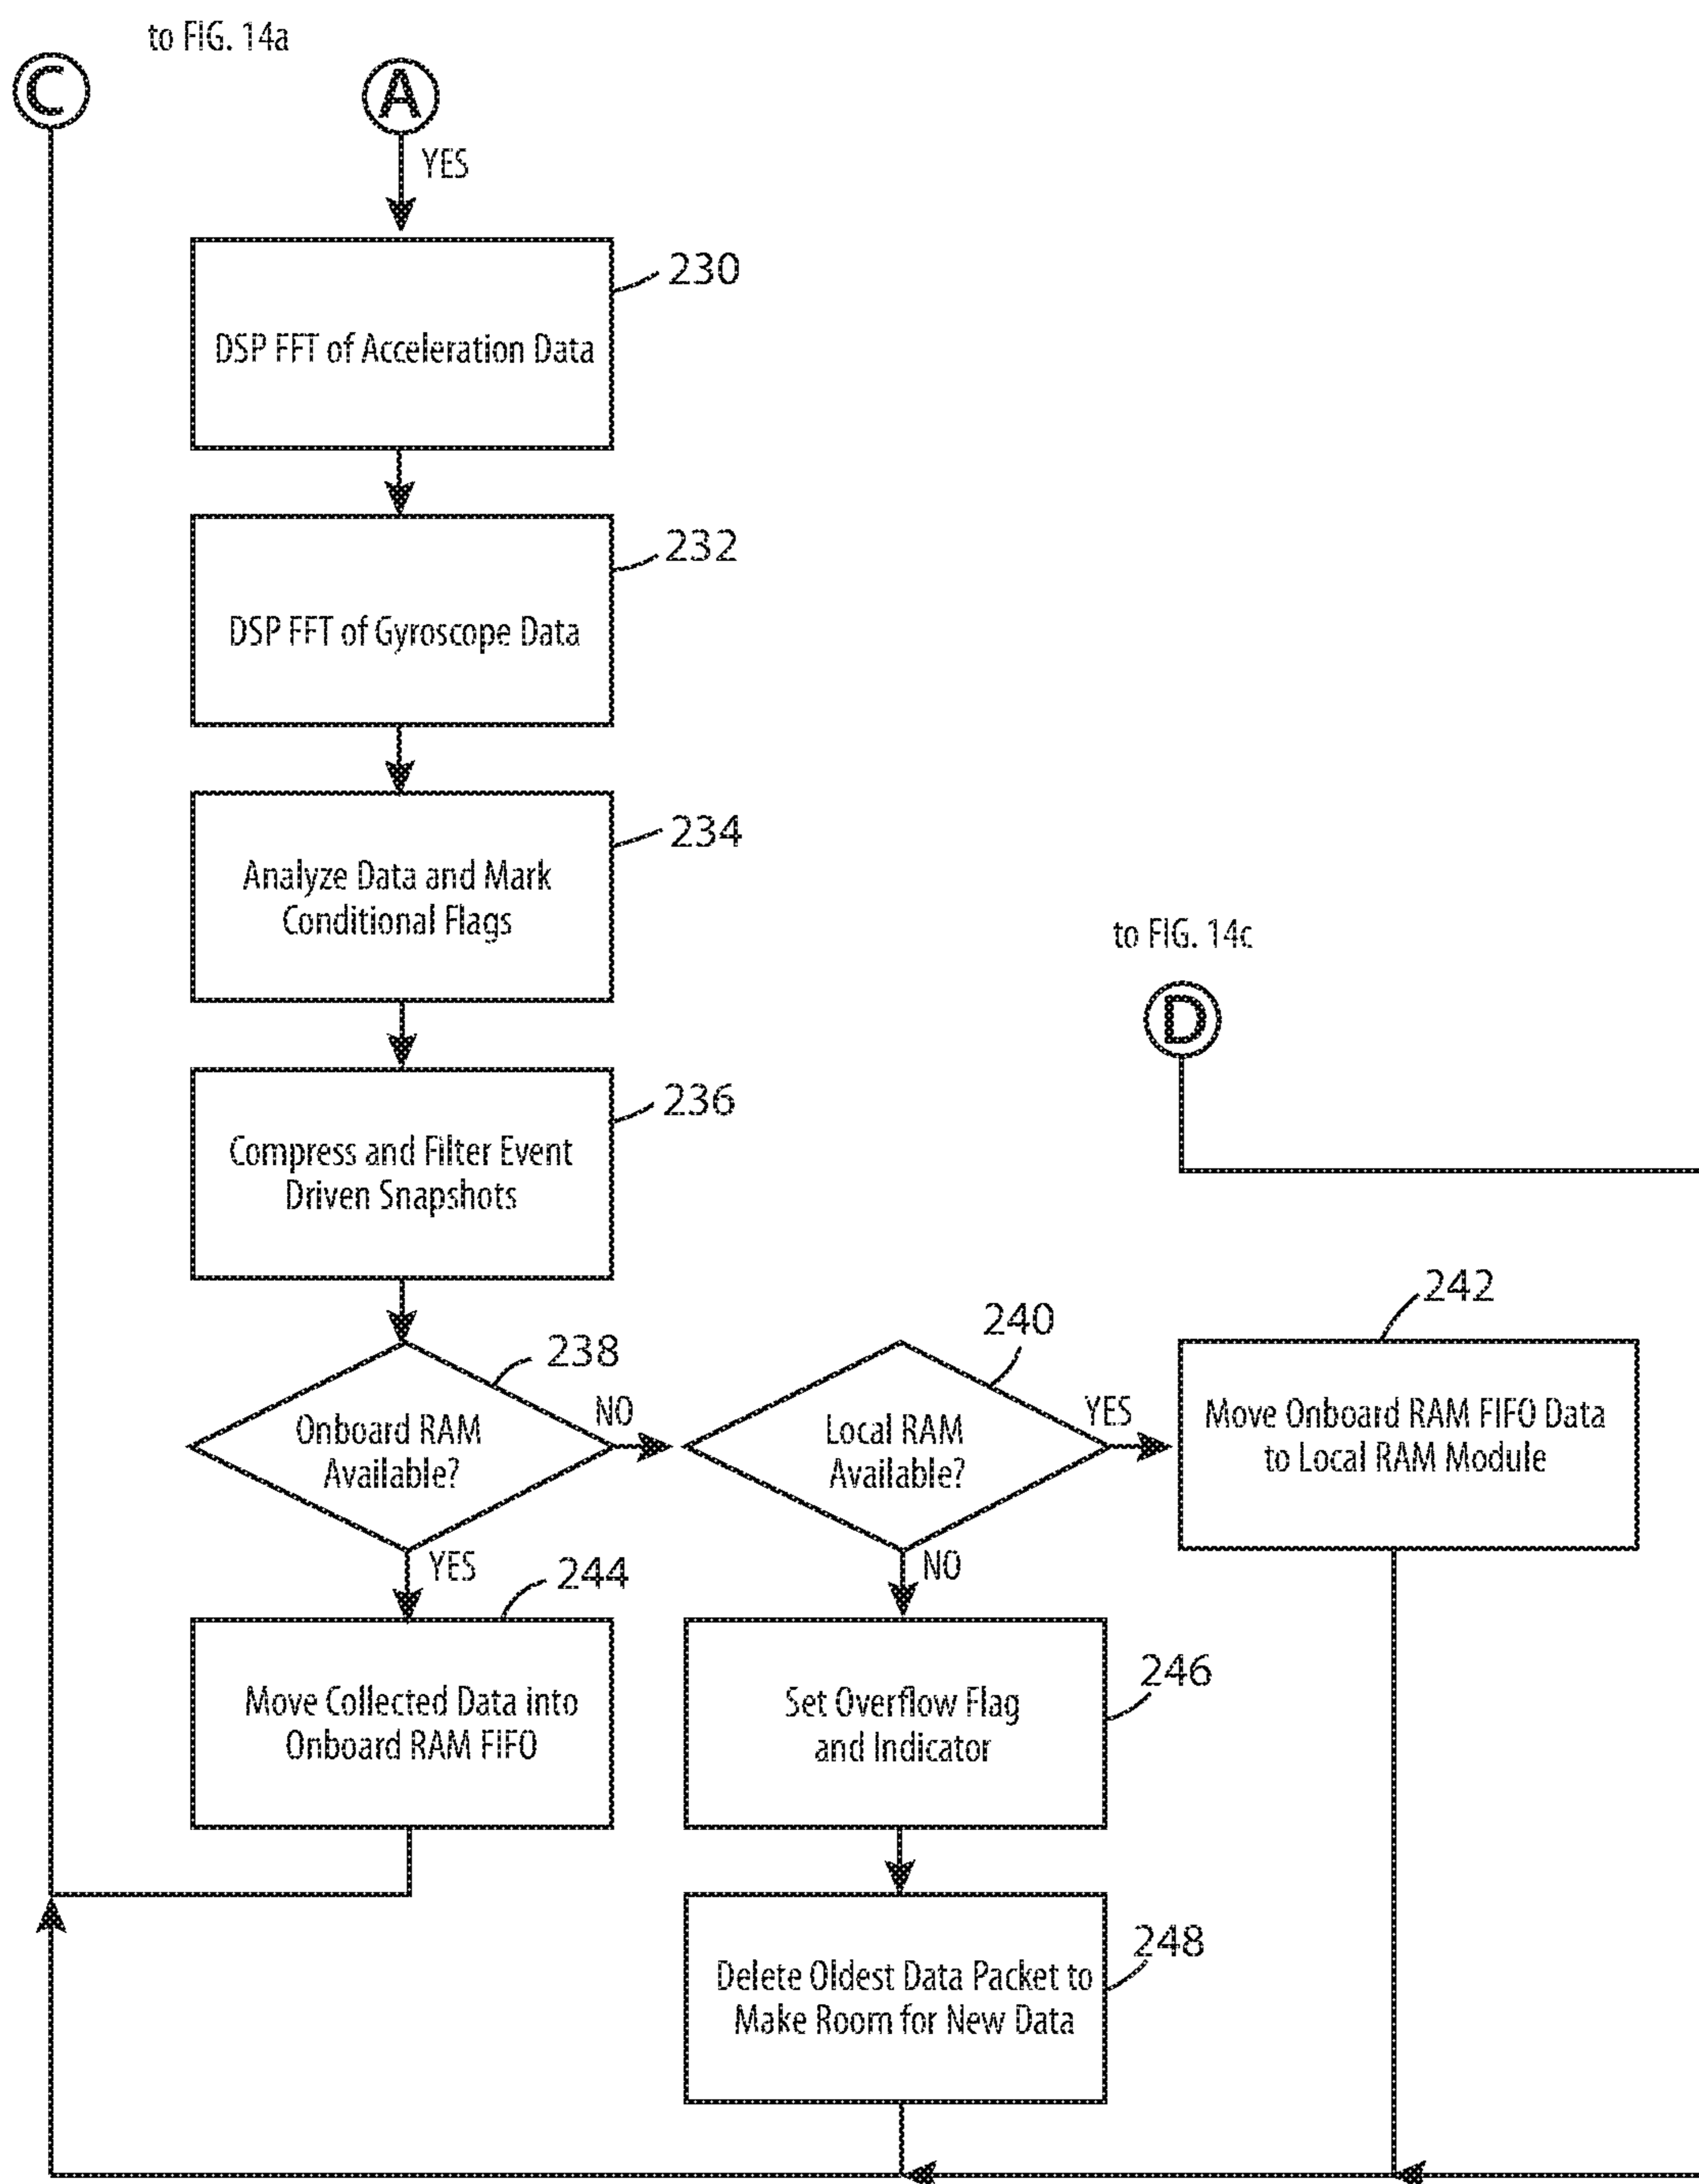 to FIG. 14a
C
A
YES
230
DSP FFT of Acceleration Data
232
DSP FFT of Gyroscope Data
234
Analyze Data and Mark
Conditional Flags
to FIG. 14c
D
236
Compress and Filter Event
Driven Snapshots
238
Onboard RAM
Available?
NO
240
Local RAM
Available?
YES
242
Move Onboard RAM FIFO Data
to Local RAM Module
YES
244
Move Collected Data into
Onboard RAM FIFO
NO
246
Set Overflow Flag
and Indicator
248
Delete Oldest Data Packet to
Make Room for New Data